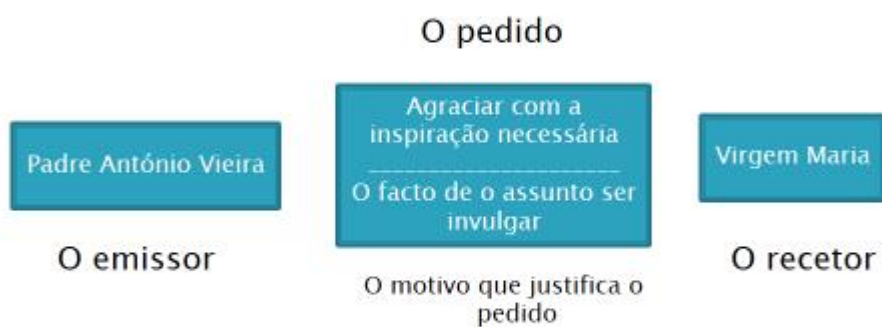 O pedido
Agraciar com a
inspiração necessária
_____________________
O facto de o assunto ser
invulgar
Padre António Vieira
Virgem Maria
O emissor
O recetor
O motivo que justifica o
pedido